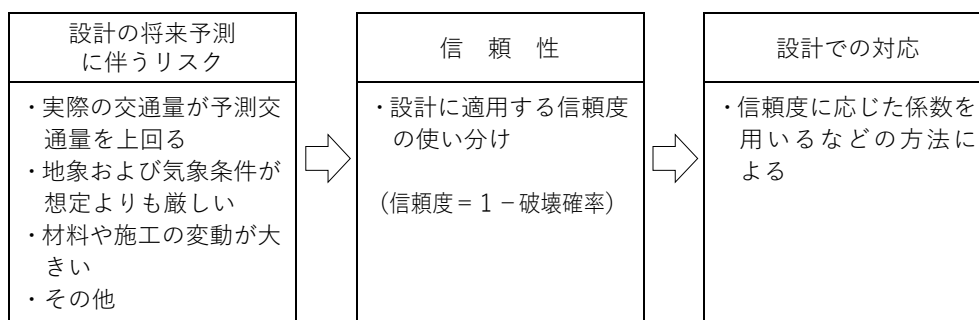 設計の将来予測
に伴うリスク
・実際の交通量が予測交
通量を上回る
・地象および気象条件が
想定よりも厳しい
・材料や施工の変動が大
きい
・その他
信 頼 性
・設計に適用する信頼度
の使い分け
(信頼度=1-破壊確率)
設計での対応
・信頼度に応じた係数を
用いるなどの方法に
よる